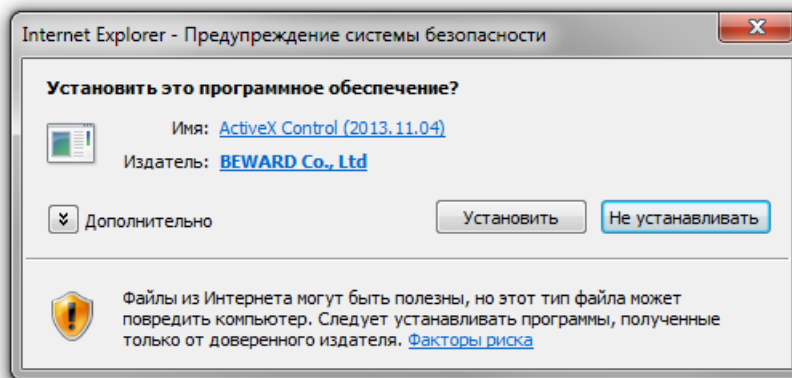 Internet Explorer - Предупреждение системы безопасности
Установить это программное обеспечение?
Имя: ActiveX Control (2013.11.04)
Издатель: BEWARD Co., Ltd
Дополнительно
Установить
Не устанавливать
Файлы из Интернета могут быть полезны, но этот тип файла может
повредить компьютер. Следует устанавливать программы, полученные
только от доверенного издателя. Факторы риска